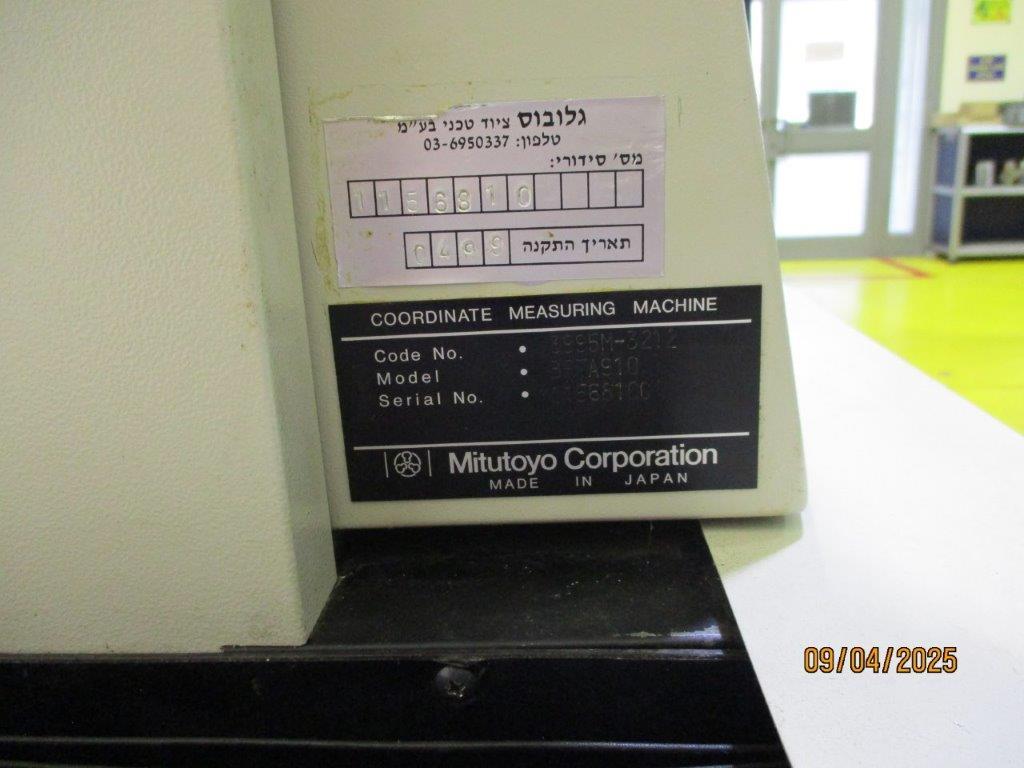 גלובוס ציוד טכני בע"מ
טלפון: 03-6950337
מס' סידורי:
1156810
תאריך התקנה 0499
COORDINATE MEASURING MACHINE
Code No. •
Model •
Serial No. •
Mitutoyo Corporation
MADE IN JAPAN
09/04/2025